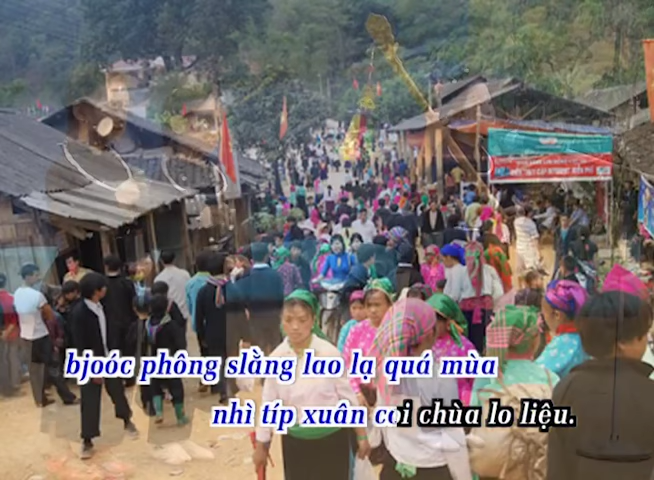 bjoóc phông slằng lao lạ quá mùa
nhì típ xuân coi chùa lo liệu.